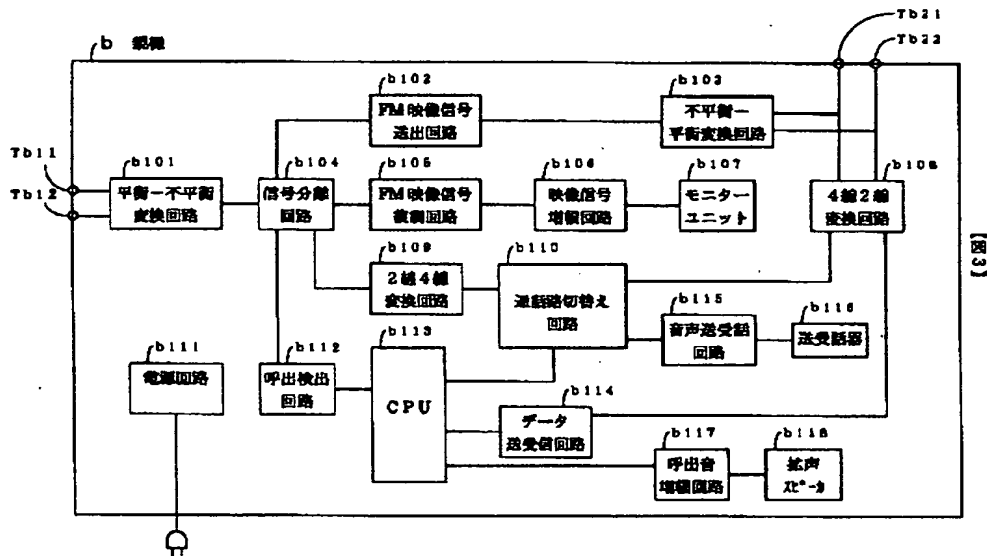 Tb21
Tb22
b 親機
b102
FM映像信号
送出回路
b103
不平衡－
平衡変換回路
Tb11
Tb12
b101
平衡－不平衡
変換回路
b104
信号分離
回路
b105
FM映像信号
復調回路
b106
映像信号
増幅回路
b107
モニター
ユニット
b108
4線2線
変換回路
【図3】
b109
2線4線
変換回路
b110
通話路切替え
回路
b115
音声送受話
回路
b116
送受話器
b111
電源回路
b112
呼出検出
回路
b113
CPU
b114
データ
送受信回路
b117
呼出音
増幅回路
b118
拡声
ｽﾋﾟｰｶ